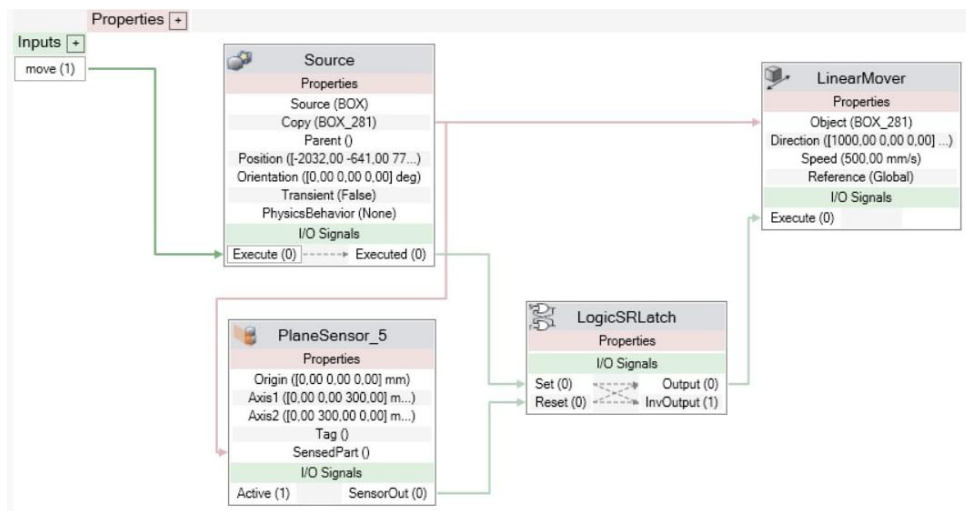 Properties +
Inputs +
move (1)
Source
Properties
Source (BOX)
Copy (BOX_281)
Parent ()
Position ([-2032,00 -641,00 77...)
Orientation ([0,00 0,00 0,00] deg)
Transient (False)
PhysicsBehavior (None)
I/O Signals
Execute (0) Executed (0)
LinearMover
Properties
Object (BOX_281)
Direction ([1000,00 0,00 0,00] ...)
Speed (500,00 mm/s)
Reference (Global)
I/O Signals
Execute (0)
PlaneSensor_5
Properties
Origin ([0,00 0,00 0,00] mm)
Axis1 ([0,00 0,00 300,00] m...)
Axis2 ([0,00 300,00 0,00] m...)
Tag ()
SensedPart ()
I/O Signals
Active (1) SensorOut (0)
LogicSRLatch
Properties
I/O Signals
Set (0) Output (0)
Reset (0) InvOutput (1)